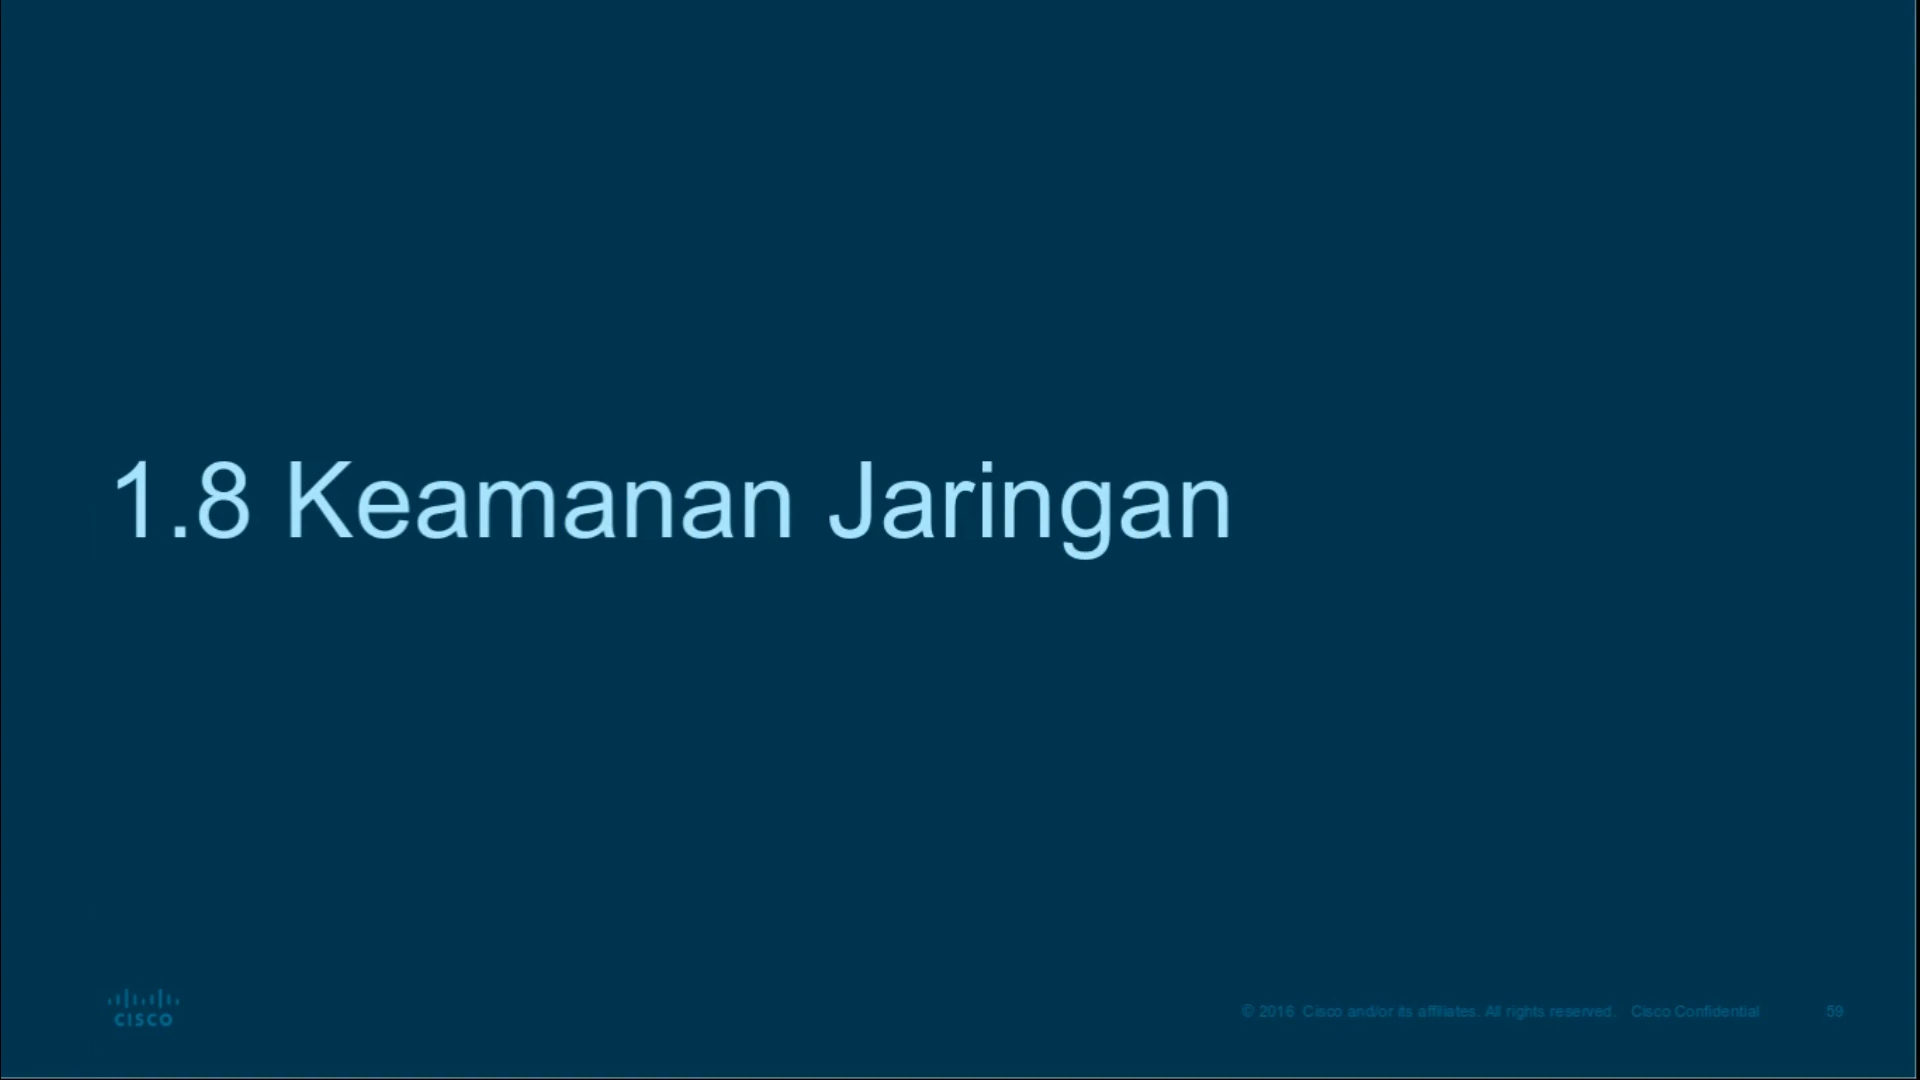 1.8 Keamanan Jaringan
CISCO
© 2016 Cisco and/or its affiliates. All rights reserved. Cisco Confidential 59